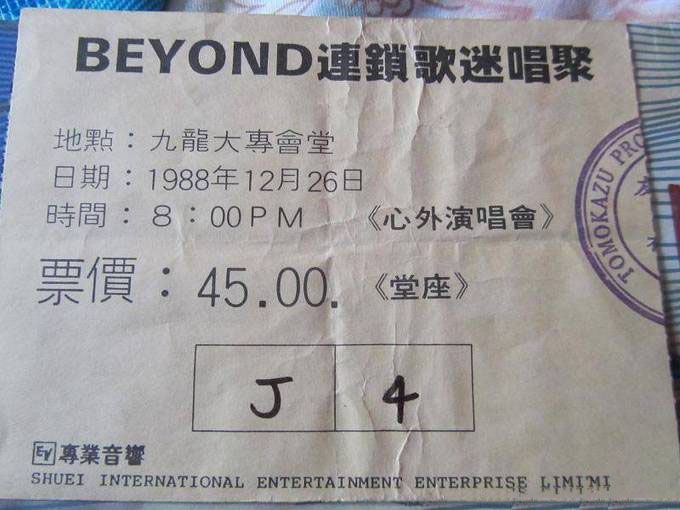 BEYOND連鎖歌迷唱聚
地點：九龍大專會堂
日期：1988年12月26日
時間：8：00PM 《心外演唱會》
票價：45.00. 《堂座》
J 4
EV 專業音響
SHUEI INTERNATIONAL ENTERTAINMENT ENTERPRISE
TOMOKAZU PRO
友